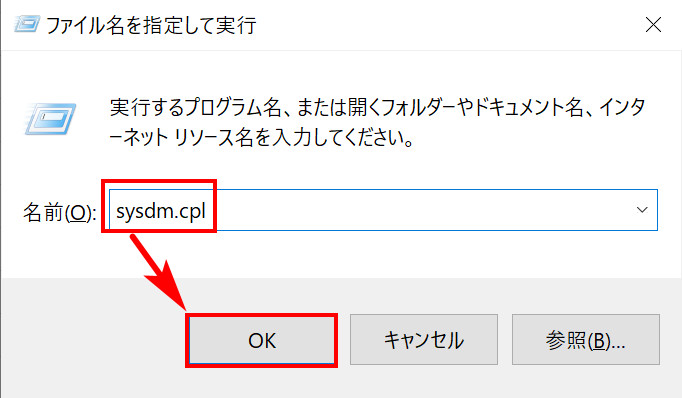 ファイル名を指定して実行
実行するプログラム名、または開くフォルダーやドキュメント名、インタ
ーネット リソース名を入力してください。
名前(O): sysdm.cpl
OK キャンセル 参照(B)...